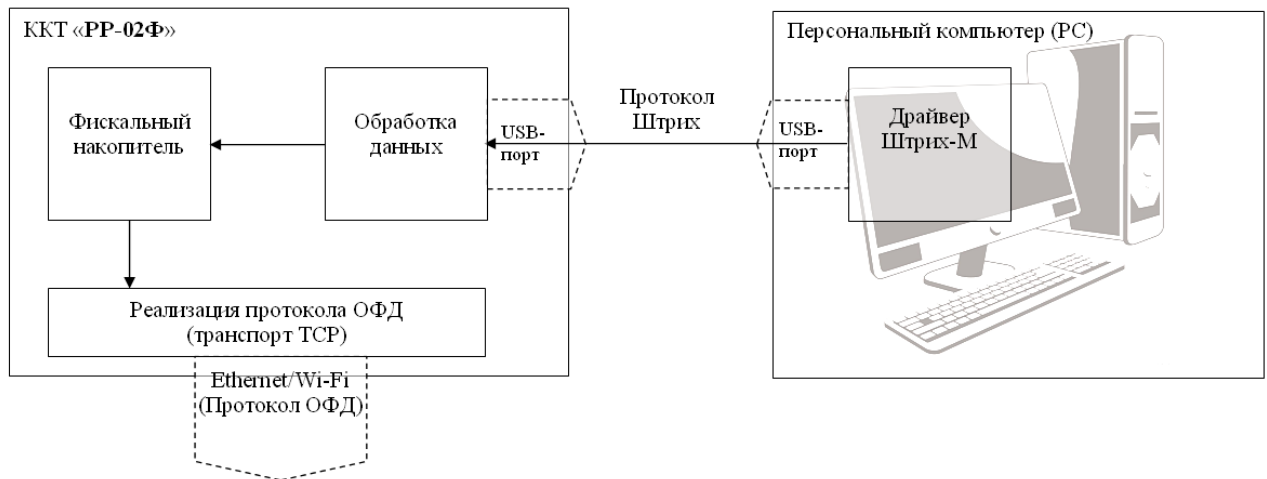 ККТ «РР-02Ф»
Фискальный
накопитель
Обработка
данных
USB-
порт
Реализация протокола ОФД
(транспорт TCP)
Ethernet/Wi-Fi
(Протокол ОФД)
Протокол
Штрих
Персональный компьютер (PC)
USB-
порт
Драйвер
Штрих-М